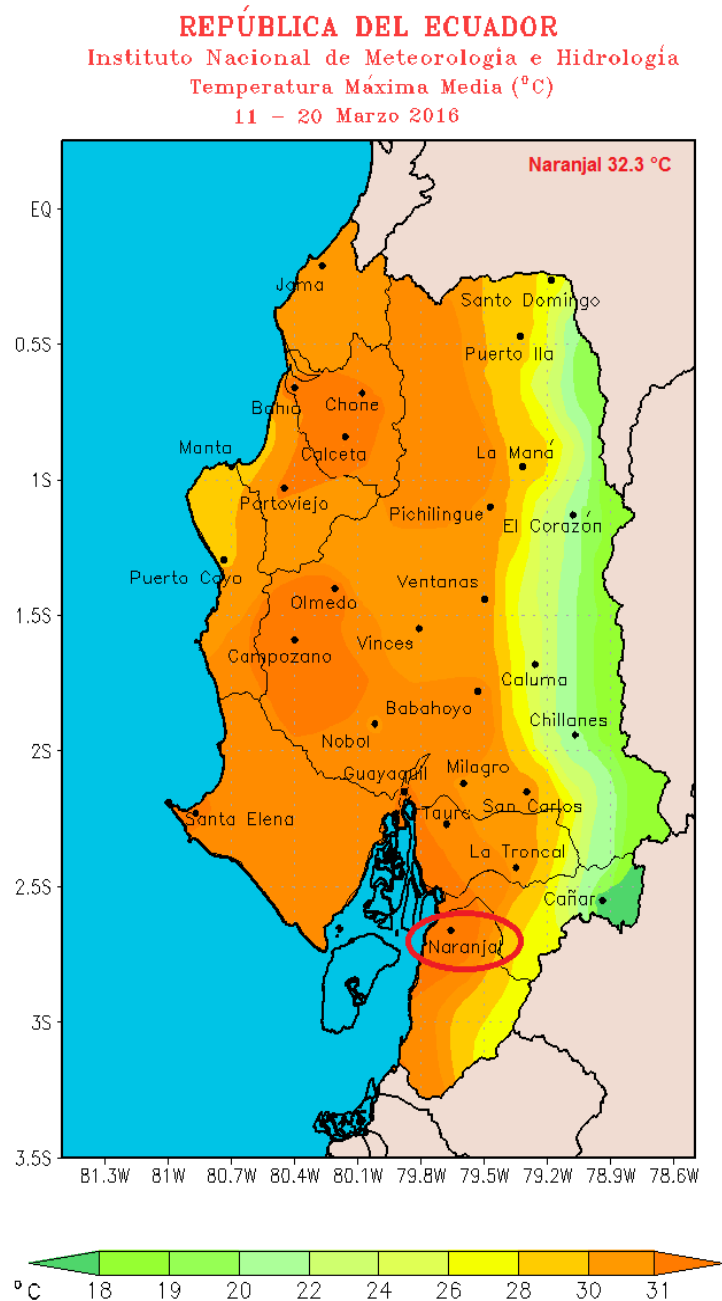 REPÚBLICA DEL ECUADOR
Instituto Nacional de Meteorología e Hidrología
Temperatura Máxima Media (ºC)
11 – 20 Marzo 2016
Naranjal 32.3 °C
EQ
Jama
Santo Domingo
0.5S
Puerto Ila
Bahia
Chone
Manta
Calceta
La Maná
1S
Portoviejo
Pichilingue
El Corazón
Puerto Cayo
Olmedo
Ventanas
1.5S
Campozano
Vinces
Caluma
Babahoyo
Chillanes
Nobol
2S
Guayaquil
Milagro
Santa Elena
Taura
San Carlos
La Troncal
2.5S
Cañar
Naranjal
3S
3.5S
81.3W 81W 80.7W 80.4W 80.1W 79.8W 79.5W 79.2W 78.9W 78.6W
ºC 18 19 20 22 24 26 28 30 31